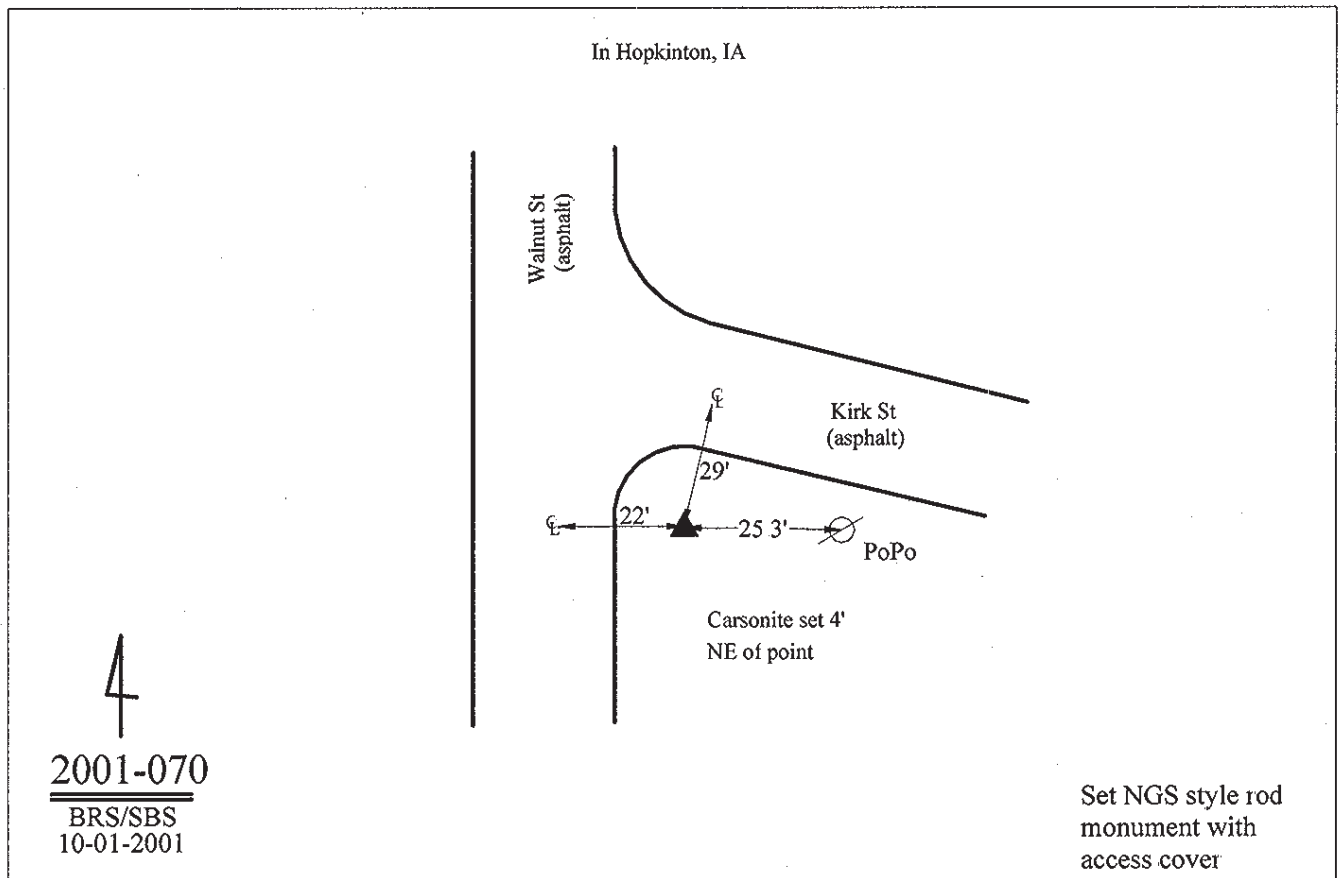 In Hopkinton, IA
Walnut St
(asphalt)
℄
Kirk St
(asphalt)
29'
℄
22'
25 3'
PoPo
Carsonite set 4'
NE of point
2001-070
BRS/SBS
10-01-2001
Set NGS style rod
monument with
access cover